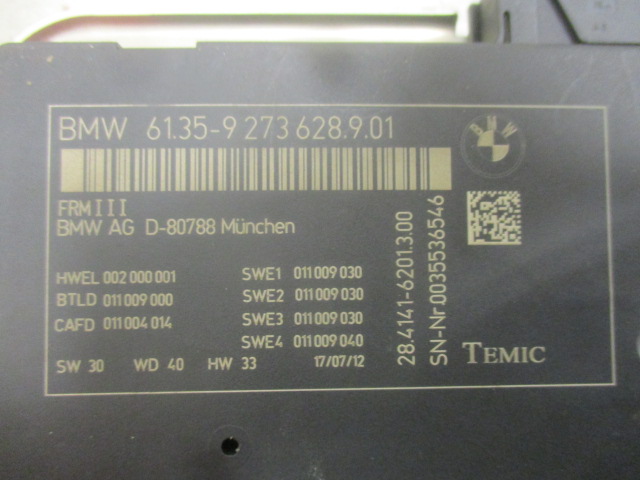 BMW 61.35-9 273 628.9.01
BMW
FRM III
BMW AG D-80788 München
HWEL 002 000 001
BTLD 011 009 000
CAFD 011 004 014
SWE1 011 009 030
SWE2 011 009 030
SWE3 011 009 030
SWE4 011 009 040
SW 30 WD 40 HW 33 17/07/12
28.4141-6201.3.00
SN-Nr.0035536546
TEMIC